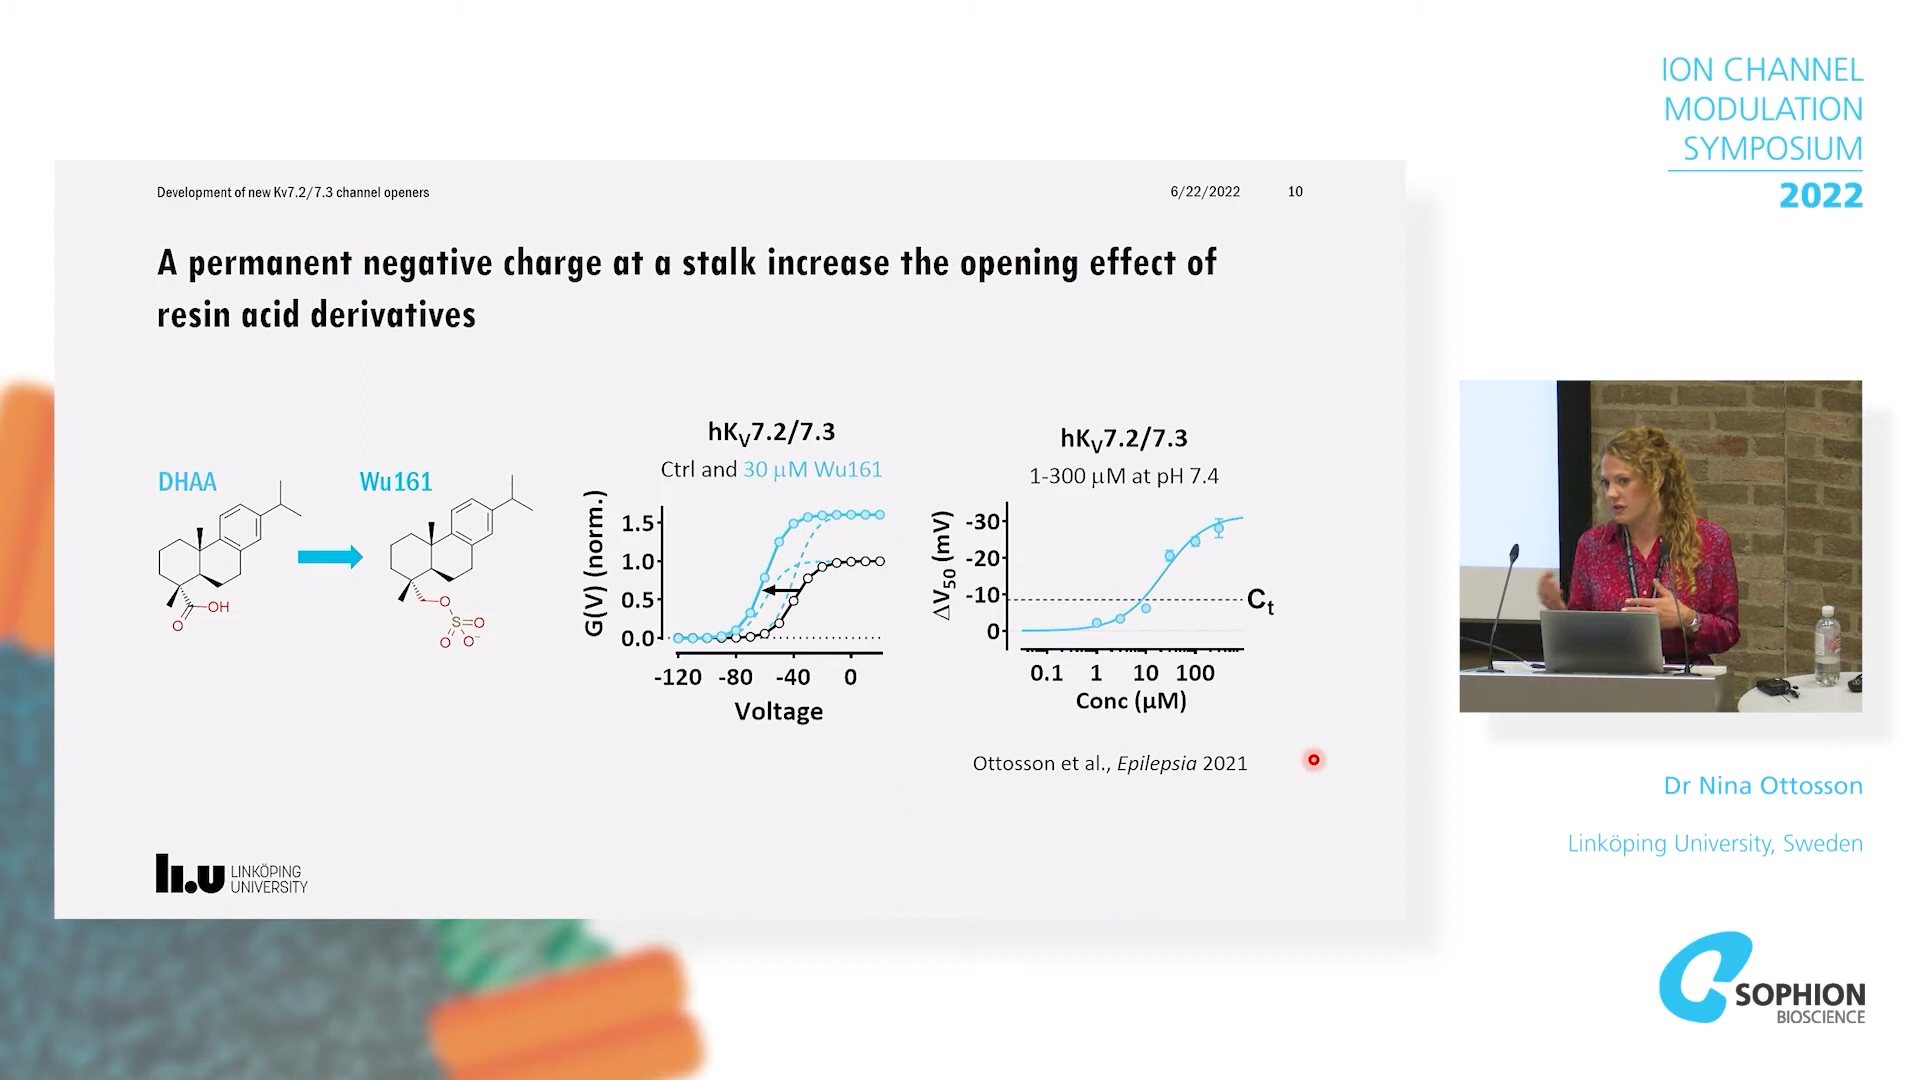 ION CHANNEL
MODULATION
SYMPOSIUM
2022
Development of new Kv7.2/7.3 channel openers
6/22/2022
10
A permanent negative charge at a stalk increase the opening effect of
resin acid derivatives
DHAA
OH
O
Wu161
O
S
O
O
O⁻
hKV7.2/7.3
Ctrl and 30 µM Wu161
G(V) (norm.)
1.5
1.0
0.5
0.0
-120 -80 -40 0
Voltage
hKV7.2/7.3
1-300 µM at pH 7.4
ΔV50 (mV)
-30
-20
-10
0
Ct
0.1 1 10 100
Conc (µM)
Ottosson et al., Epilepsia 2021
li.u LINKÖPING
UNIVERSITY
Dr Nina Ottosson
Linköping University, Sweden
SOPHION
BIOSCIENCE